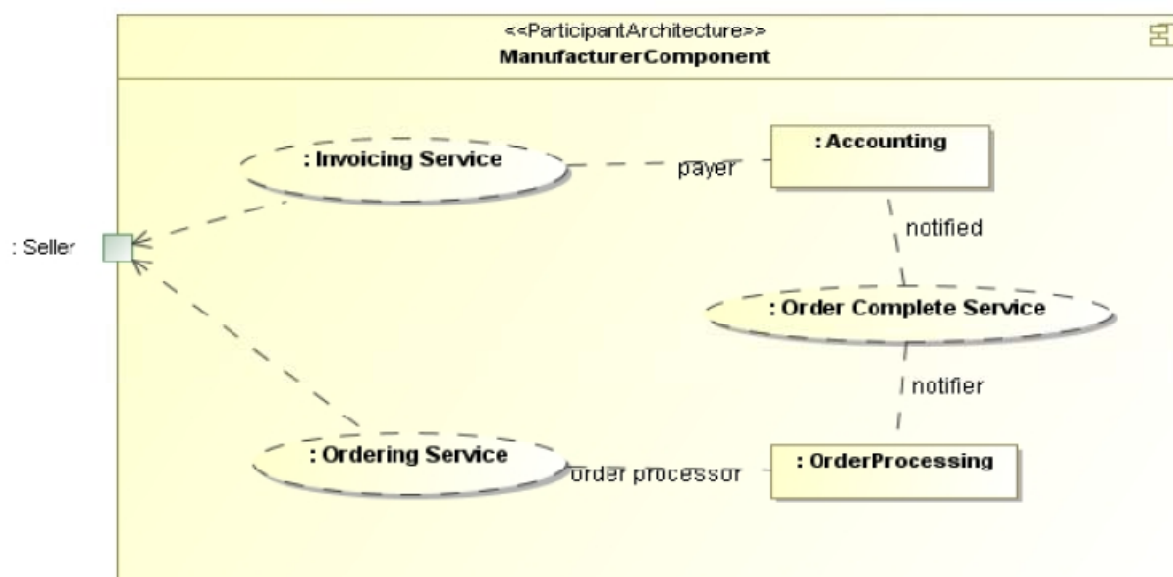 <<ParticipantArchitecture>>
ManufacturerComponent
: Invoicing Service
payer
: Accounting
notified
: Seller
: Order Complete Service
notifier
: Ordering Service
order processor
: OrderProcessing